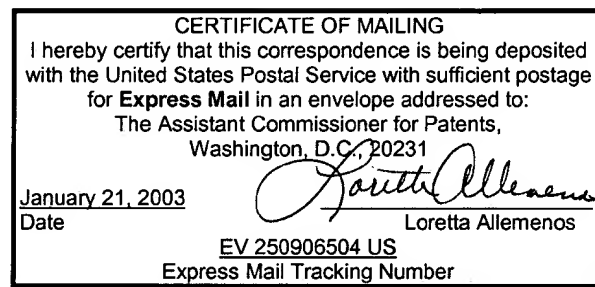 CERTIFICATE OF MAILING
I hereby certify that this correspondence is being deposited
with the United States Postal Service with sufficient postage
for Express Mail in an envelope addressed to:
The Assistant Commissioner for Patents,
Washington, D.C., 20231
Loretta Allemenos
January 21, 2003
Date Loretta Allemenos
EV 250906504 US
Express Mail Tracking Number